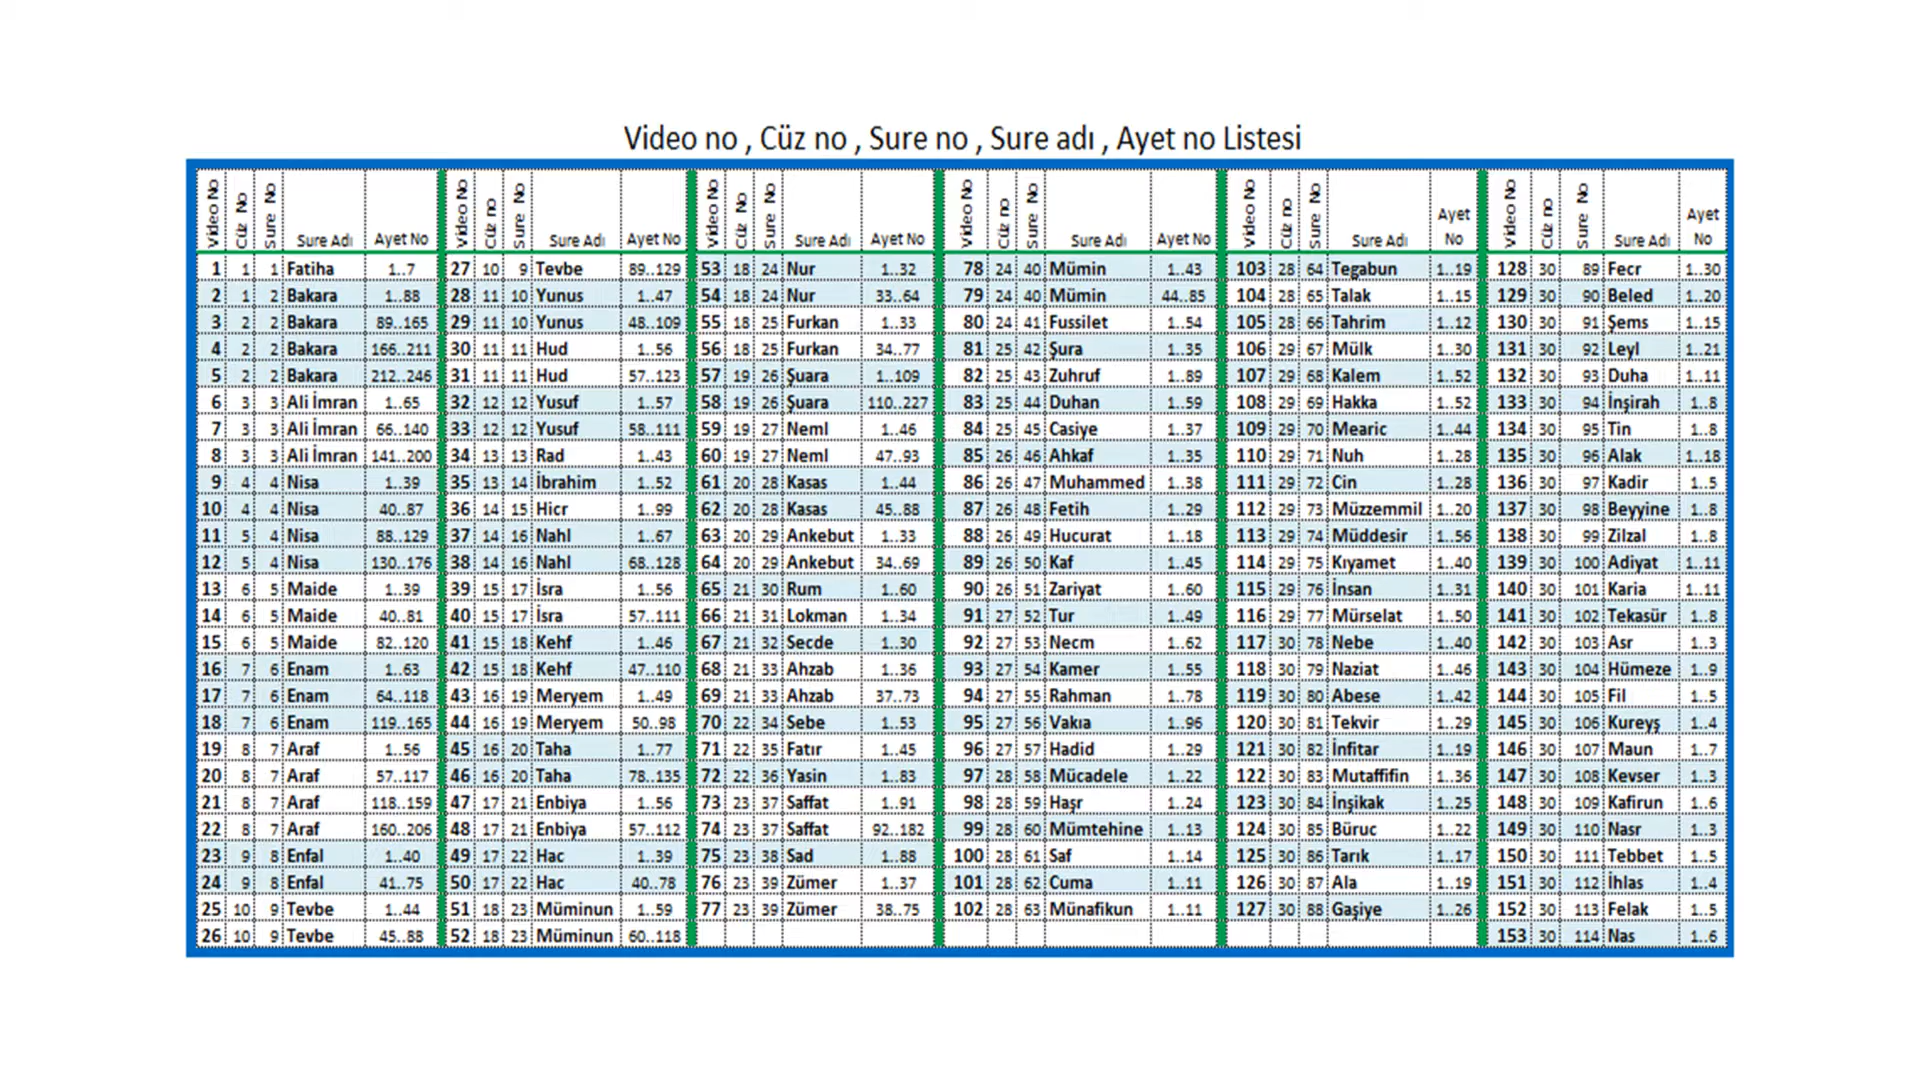 Video no , Cüz no , Sure no , Sure adı , Ayet no Listesi
Video No Cüz No Sure No Sure Adı Ayet No Video No Cüz no Sure No Sure Adı Ayet No Video No Cüz No Sure No Sure Adı Ayet No Video No Cüz no Sure No Sure Adı Ayet No Video No Cüz no Sure No Sure Adı Ayet No Video No Cüz no Sure No Sure Adı Ayet No
1 1 1 Fatiha 1..7 27 10 9 Tevbe 89..129 53 18 24 Nur 1..32 78 24 40 Mümin 1..43 103 28 64 Tegabun 1..19 128 30 89 Fecr 1..30
2 1 2 Bakara 1..88 28 11 10 Yunus 1..47 54 18 24 Nur 33..64 79 24 40 Mümin 44..85 104 28 65 Talak 1..15 129 30 90 Beled 1..20
3 2 2 Bakara 89..165 29 11 10 Yunus 48..109 55 18 25 Furkan 1..33 80 24 41 Fussilet 1..54 105 28 66 Tahrim 1..12 130 30 91 Şems 1..15
4 2 2 Bakara 166..211 30 11 11 Hud 1..56 56 18 25 Furkan 34..77 81 25 42 Şura 1..35 106 29 67 Mülk 1..30 131 30 92 Leyl 1..21
5 2 2 Bakara 212..246 31 11 11 Hud 57..123 57 19 26 Şuara 1..109 82 25 43 Zuhruf 1..89 107 29 68 Kalem 1..52 132 30 93 Duha 1..11
6 3 3 Ali İmran 1..65 32 12 12 Yusuf 1..57 58 19 26 Şuara 110..227 83 25 44 Duhan 1..59 108 29 69 Hakka 1..52 133 30 94 İnşirah 1..8
7 3 3 Ali İmran 66..140 33 12 12 Yusuf 58..111 59 19 27 Neml 1..46 84 25 45 Casiye 1..37 109 29 70 Mearic 1..44 134 30 95 Tin 1..8
8 3 3 Ali İmran 141..200 34 13 13 Rad 1..43 60 19 27 Neml 47..93 85 26 46 Ahkaf 1..35 110 29 71 Nuh 1..28 135 30 96 Alak 1..18
9 4 4 Nisa 1..39 35 13 14 İbrahim 1..52 61 20 28 Kasas 1..44 86 26 47 Muhammed 1..38 111 29 72 Cin 1..28 136 30 97 Kadir 1..5
10 4 4 Nisa 40..87 36 14 15 Hicr 1..99 62 20 28 Kasas 45..88 87 26 48 Fetih 1..29 112 29 73 Müzzemmil 1..20 137 30 98 Beyyine 1..8
11 5 4 Nisa 88..129 37 14 16 Nahl 1..67 63 20 29 Ankebut 1..33 88 26 49 Hucurat 1..18 113 29 74 Müddesir 1..56 138 30 99 Zilzal 1..8
12 5 4 Nisa 130..176 38 14 16 Nahl 68..128 64 20 29 Ankebut 34..69 89 26 50 Kaf 1..45 114 29 75 Kıyamet 1..40 139 30 100 Adiyat 1..11
13 6 5 Maide 1..39 39 15 17 İsra 1..56 65 21 30 Rum 1..60 90 26 51 Zariyat 1..60 115 29 76 İnsan 1..31 140 30 101 Karia 1..11
14 6 5 Maide 40..81 40 15 17 İsra 57..111 66 21 31 Lokman 1..34 91 27 52 Tur 1..49 116 29 77 Mürselat 1..50 141 30 102 Tekasür 1..8
15 6 5 Maide 82..120 41 15 18 Kehf 1..46 67 21 32 Secde 1..30 92 27 53 Necm 1..62 117 30 78 Nebe 1..40 142 30 103 Asr 1..3
16 7 6 Enam 1..63 42 15 18 Kehf 47..110 68 21 33 Ahzab 1..36 93 27 54 Kamer 1..55 118 30 79 Naziat 1..46 143 30 104 Hümeze 1..9
17 7 6 Enam 64..118 43 16 19 Meryem 1..49 69 21 33 Ahzab 37..73 94 27 55 Rahman 1..78 119 30 80 Abese 1..42 144 30 105 Fil 1..5
18 7 6 Enam 119..165 44 16 19 Meryem 50..98 70 22 34 Sebe 1..53 95 27 56 Vakıa 1..96 120 30 81 Tekvir 1..29 145 30 106 Kureyş 1..4
19 8 7 Araf 1..56 45 16 20 Taha 1..77 71 22 35 Fatır 1..45 96 27 57 Hadid 1..29 121 30 82 İnfitar 1..19 146 30 107 Maun 1..7
20 8 7 Araf 57..117 46 16 20 Taha 78..135 72 22 36 Yasin 1..83 97 28 58 Mücadele 1..22 122 30 83 Mutaffifin 1..36 147 30 108 Kevser 1..3
21 8 7 Araf 118..159 47 17 21 Enbiya 1..56 73 23 37 Saffat 1..91 98 28 59 Haşr 1..24 123 30 84 İnşikak 1..25 148 30 109 Kafirun 1..6
22 8 7 Araf 160..206 48 17 21 Enbiya 57..112 74 23 37 Saffat 92..182 99 28 60 Mümtehine 1..13 124 30 85 Büruc 1..22 149 30 110 Nasr 1..3
23 9 8 Enfal 1..40 49 17 22 Hac 1..39 75 23 38 Sad 1..88 100 28 61 Saf 1..14 125 30 86 Tarık 1..17 150 30 111 Tebbet 1..5
24 9 8 Enfal 41..75 50 17 22 Hac 40..78 76 23 39 Zümer 1..37 101 28 62 Cuma 1..11 126 30 87 Ala 1..19 151 30 112 İhlas 1..4
25 10 9 Tevbe 1..44 51 18 23 Müminun 1..59 77 23 39 Zümer 38..75 102 28 63 Münafikun 1..11 127 30 88 Gaşiye 1..26 152 30 113 Felak 1..5
26 10 9 Tevbe 45..88 52 18 23 Müminun 60..118 153 30 114 Nas 1..6